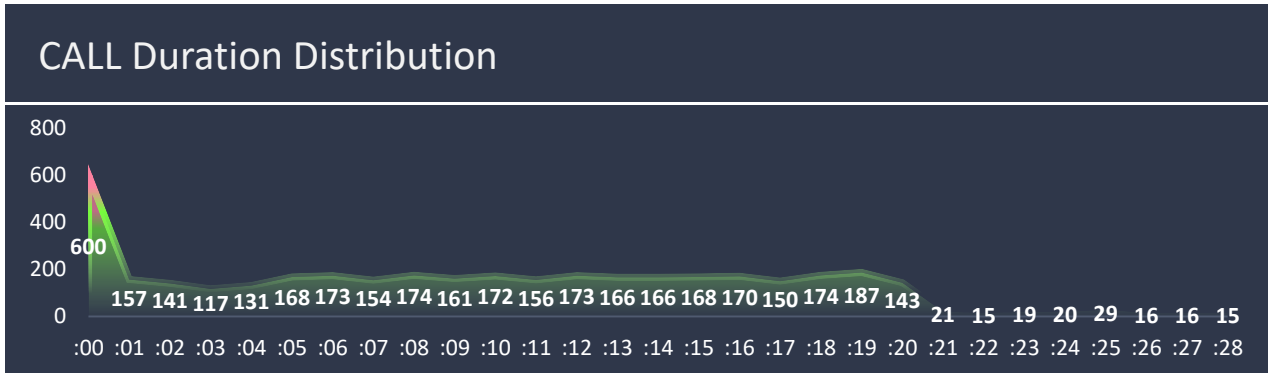 CALL Duration Distribution
800
600
400
200
0
600
157 141 117 131 168 173 154 174 161 172 156 173 166 166 168 170 150 174 187 143 21 15 19 20 29 16 16 15
:00 :01 :02 :03 :04 :05 :06 :07 :08 :09 :10 :11 :12 :13 :14 :15 :16 :17 :18 :19 :20 :21 :22 :23 :24 :25 :26 :27 :28